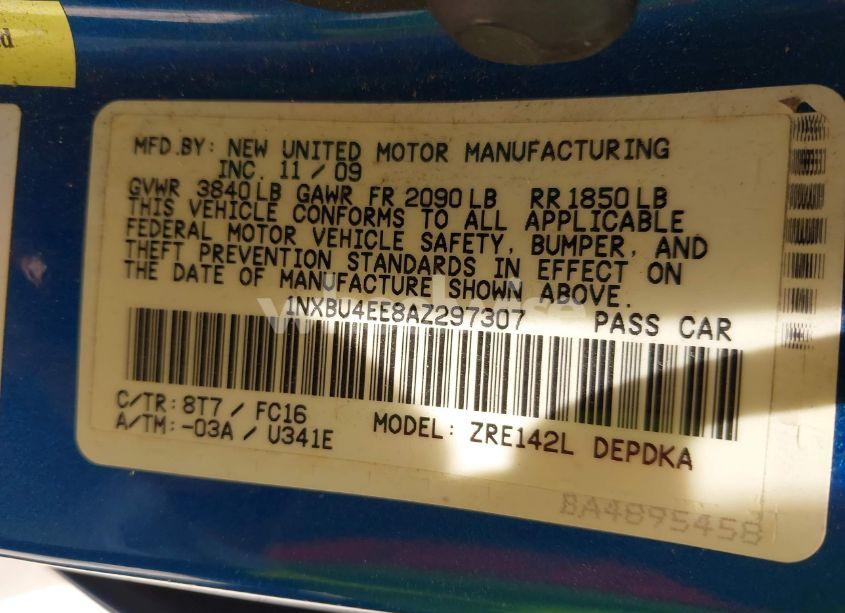 MFD.BY: NEW UNITED MOTOR MANUFACTURING
INC. 11 / 09
GVWR 3840 LB GAWR FR 2090 LB RR 1850 LB
THIS VEHICLE CONFORMS TO ALL APPLICABLE
FEDERAL MOTOR VEHICLE SAFETY, BUMPER, AND
THEFT PREVENTION STANDARDS IN EFFECT ON
THE DATE OF MANUFACTURE SHOWN ABOVE.
1NXBU4EE8AZ297307 PASS CAR
C/TR: 8T7 / FC16
A/TM: -03A / U341E
MODEL: ZRE142L DEPDKA
BA4895458